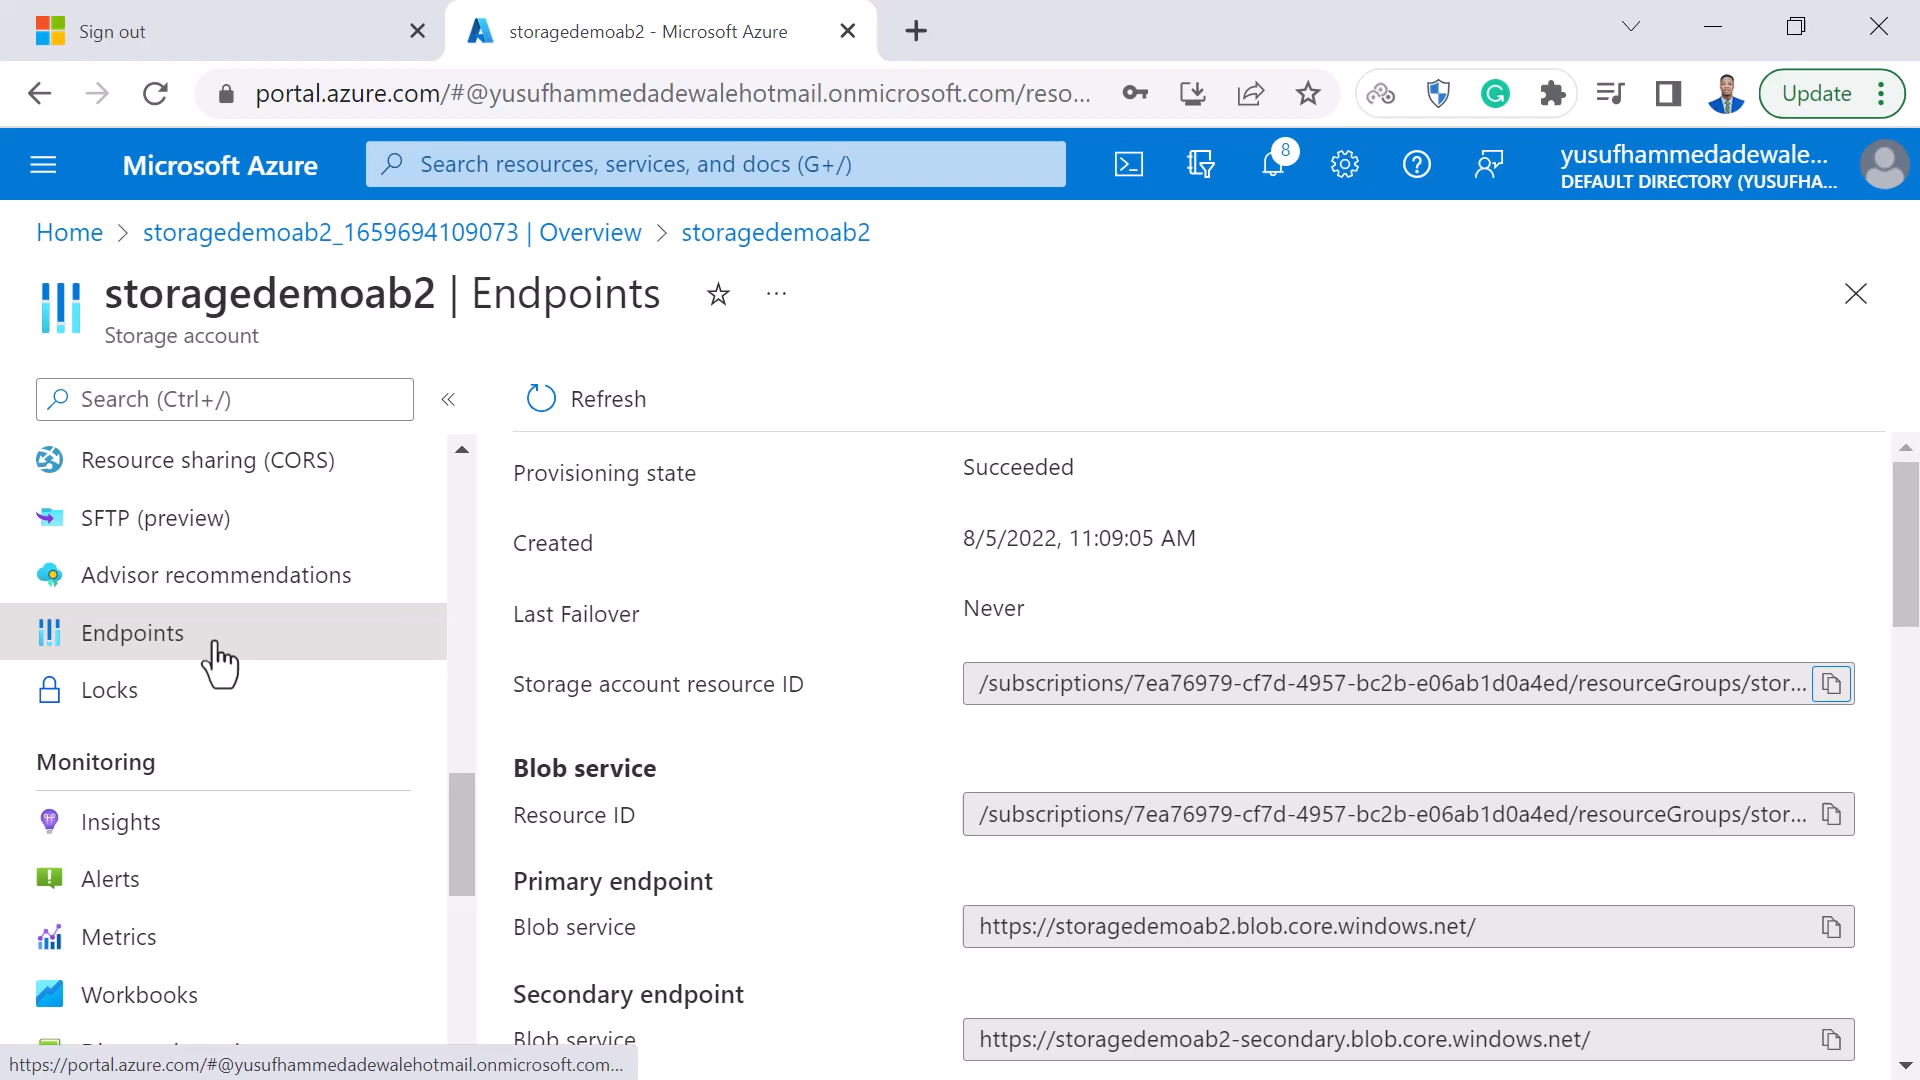 Sign out
storagedemoab2 - Microsoft Azure
portal.azure.com/#@yusufhammedadewalehotmail.onmicrosoft.com/reso...
Update
Microsoft Azure
Search resources, services, and docs (G+/)
8
yusufhammedadewale...
DEFAULT DIRECTORY (YUSUFHA...
Home > storagedemoab2_1659694109073 | Overview > storagedemoab2
storagedemoab2 | Endpoints
...
Storage account
Search (Ctrl+/)
«
Refresh
Resource sharing (CORS)
SFTP (preview)
Advisor recommendations
Endpoints
Locks
Monitoring
Insights
Alerts
Metrics
Workbooks
Provisioning state
Succeeded
Created
8/5/2022, 11:09:05 AM
Last Failover
Never
Storage account resource ID
/subscriptions/7ea76979-cf7d-4957-bc2b-e06ab1d0a4ed/resourceGroups/stor...
Blob service
Resource ID
/subscriptions/7ea76979-cf7d-4957-bc2b-e06ab1d0a4ed/resourceGroups/stor...
Primary endpoint
Blob service
https://storagedemoab2.blob.core.windows.net/
Secondary endpoint
Blob service
https://storagedemoab2-secondary.blob.core.windows.net/
https://portal.azure.com/#@yusufhammedadewalehotmail.onmicrosoft.com...